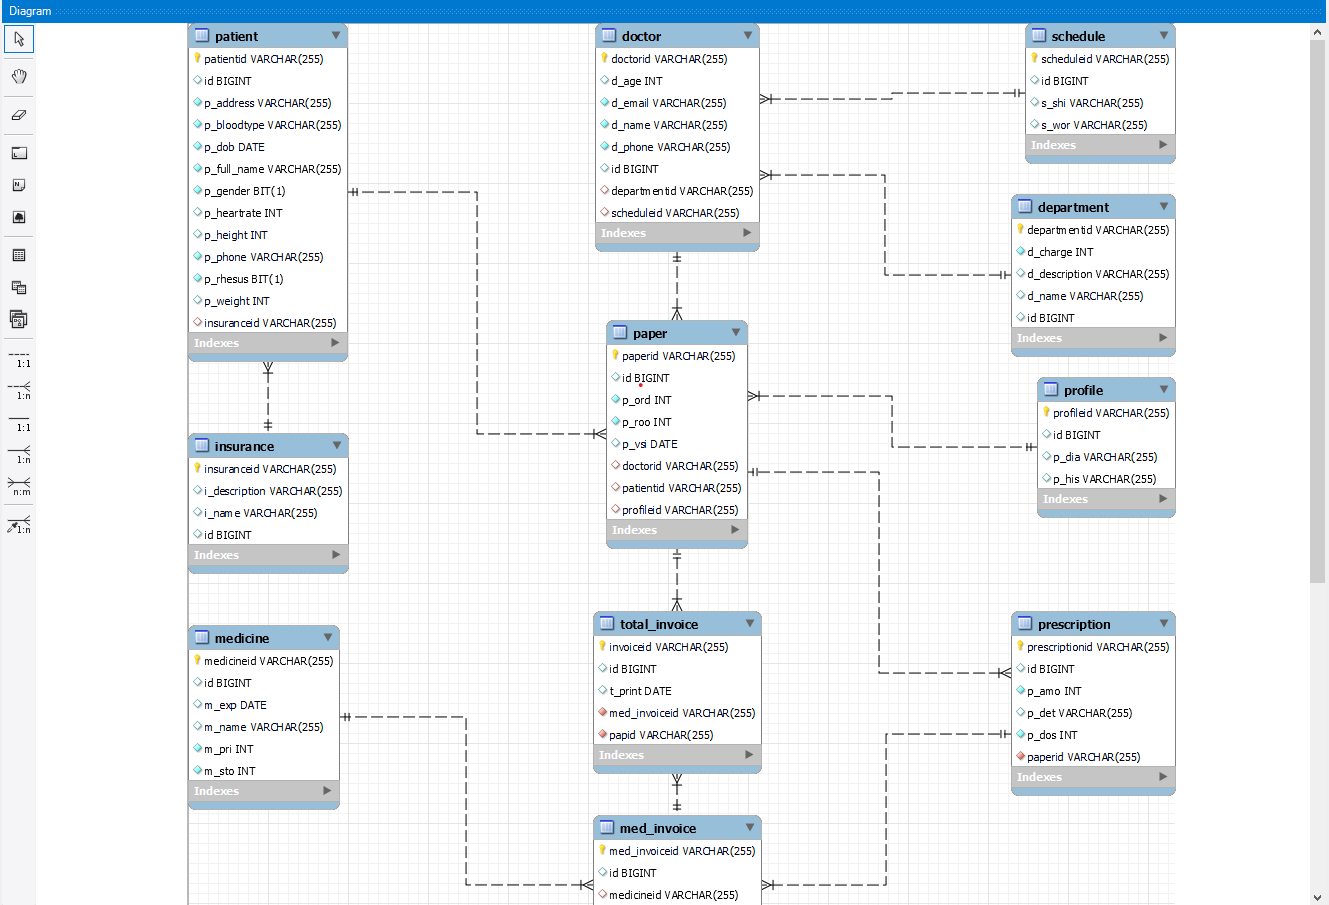 Diagram
patient
patientid VARCHAR(255)
id BIGINT
p_address VARCHAR(255)
p_bloodtype VARCHAR(255)
p_dob DATE
p_full_name VARCHAR(255)
p_gender BIT(1)
p_heartrate INT
p_height INT
p_phone VARCHAR(255)
p_rhesus BIT(1)
p_weight INT
insuranceid VARCHAR(255)
Indexes
doctor
doctorid VARCHAR(255)
d_age INT
d_email VARCHAR(255)
d_name VARCHAR(255)
d_phone VARCHAR(255)
id BIGINT
departmentid VARCHAR(255)
scheduleid VARCHAR(255)
Indexes
schedule
scheduleid VARCHAR(255)
id BIGINT
s_shi VARCHAR(255)
s_wor VARCHAR(255)
Indexes
department
departmentid VARCHAR(255)
d_charge INT
d_description VARCHAR(255)
d_name VARCHAR(255)
id BIGINT
Indexes
paper
paperid VARCHAR(255)
id BIGINT
p_ord INT
p_roo INT
p_vsi DATE
doctorid VARCHAR(255)
patientid VARCHAR(255)
profileid VARCHAR(255)
Indexes
profile
profileid VARCHAR(255)
id BIGINT
p_dia VARCHAR(255)
p_his VARCHAR(255)
Indexes
insurance
insuranceid VARCHAR(255)
i_description VARCHAR(255)
i_name VARCHAR(255)
id BIGINT
Indexes
medicine
medicineid VARCHAR(255)
id BIGINT
m_exp DATE
m_name VARCHAR(255)
m_pri INT
m_sto INT
Indexes
total_invoice
invoiceid VARCHAR(255)
id BIGINT
t_print DATE
med_invoiceid VARCHAR(255)
papid VARCHAR(255)
Indexes
prescription
prescriptionid VARCHAR(255)
id BIGINT
p_amo INT
p_det VARCHAR(255)
p_dos INT
paperid VARCHAR(255)
Indexes
med_invoice
med_invoiceid VARCHAR(255)
id BIGINT
medicineid VARCHAR(255)
1:1
1:n
1:1
1:n
n:m
1:n